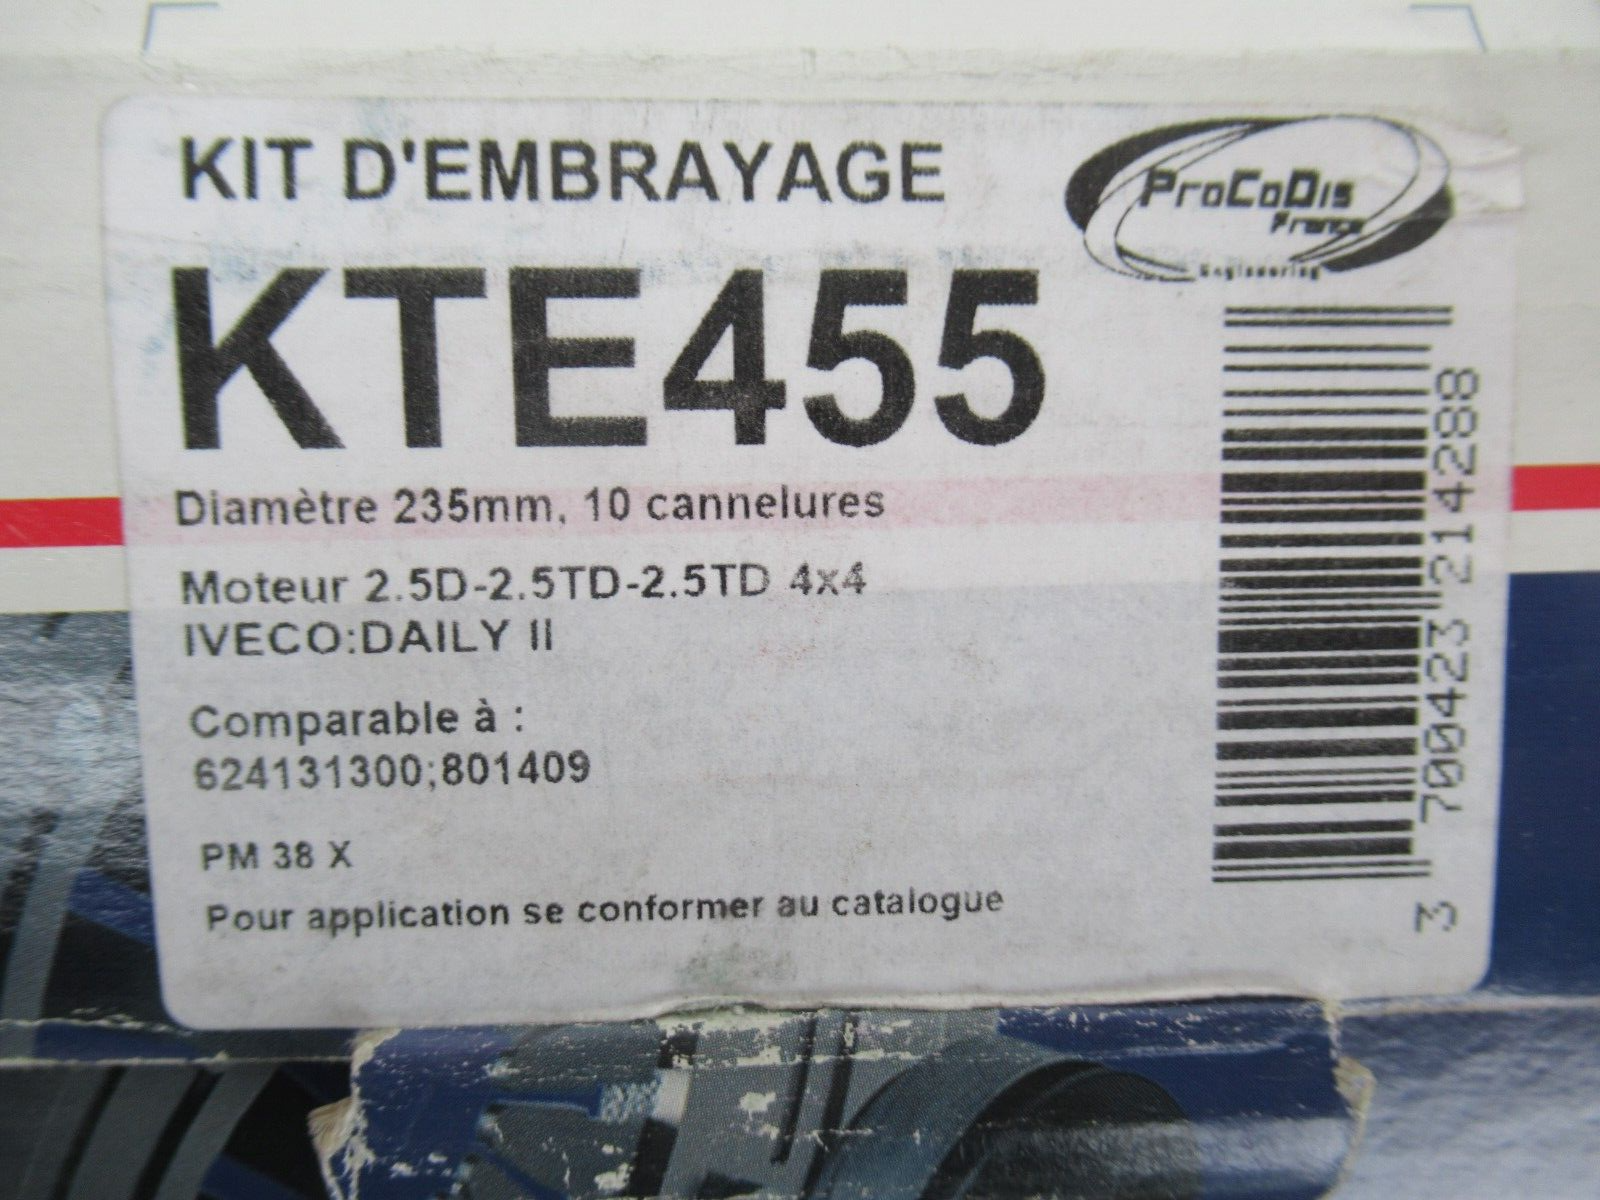 KIT D'EMBRAYAGE
ProCoDis
France
Engineering
KTE455
Diamètre 235mm, 10 cannelures
Moteur 2.5D-2.5TD-2.5TD 4x4
IVECO:DAILY II
Comparable à :
624131300;801409
PM 38 X
Pour application se conformer au catalogue
3 700423 214288